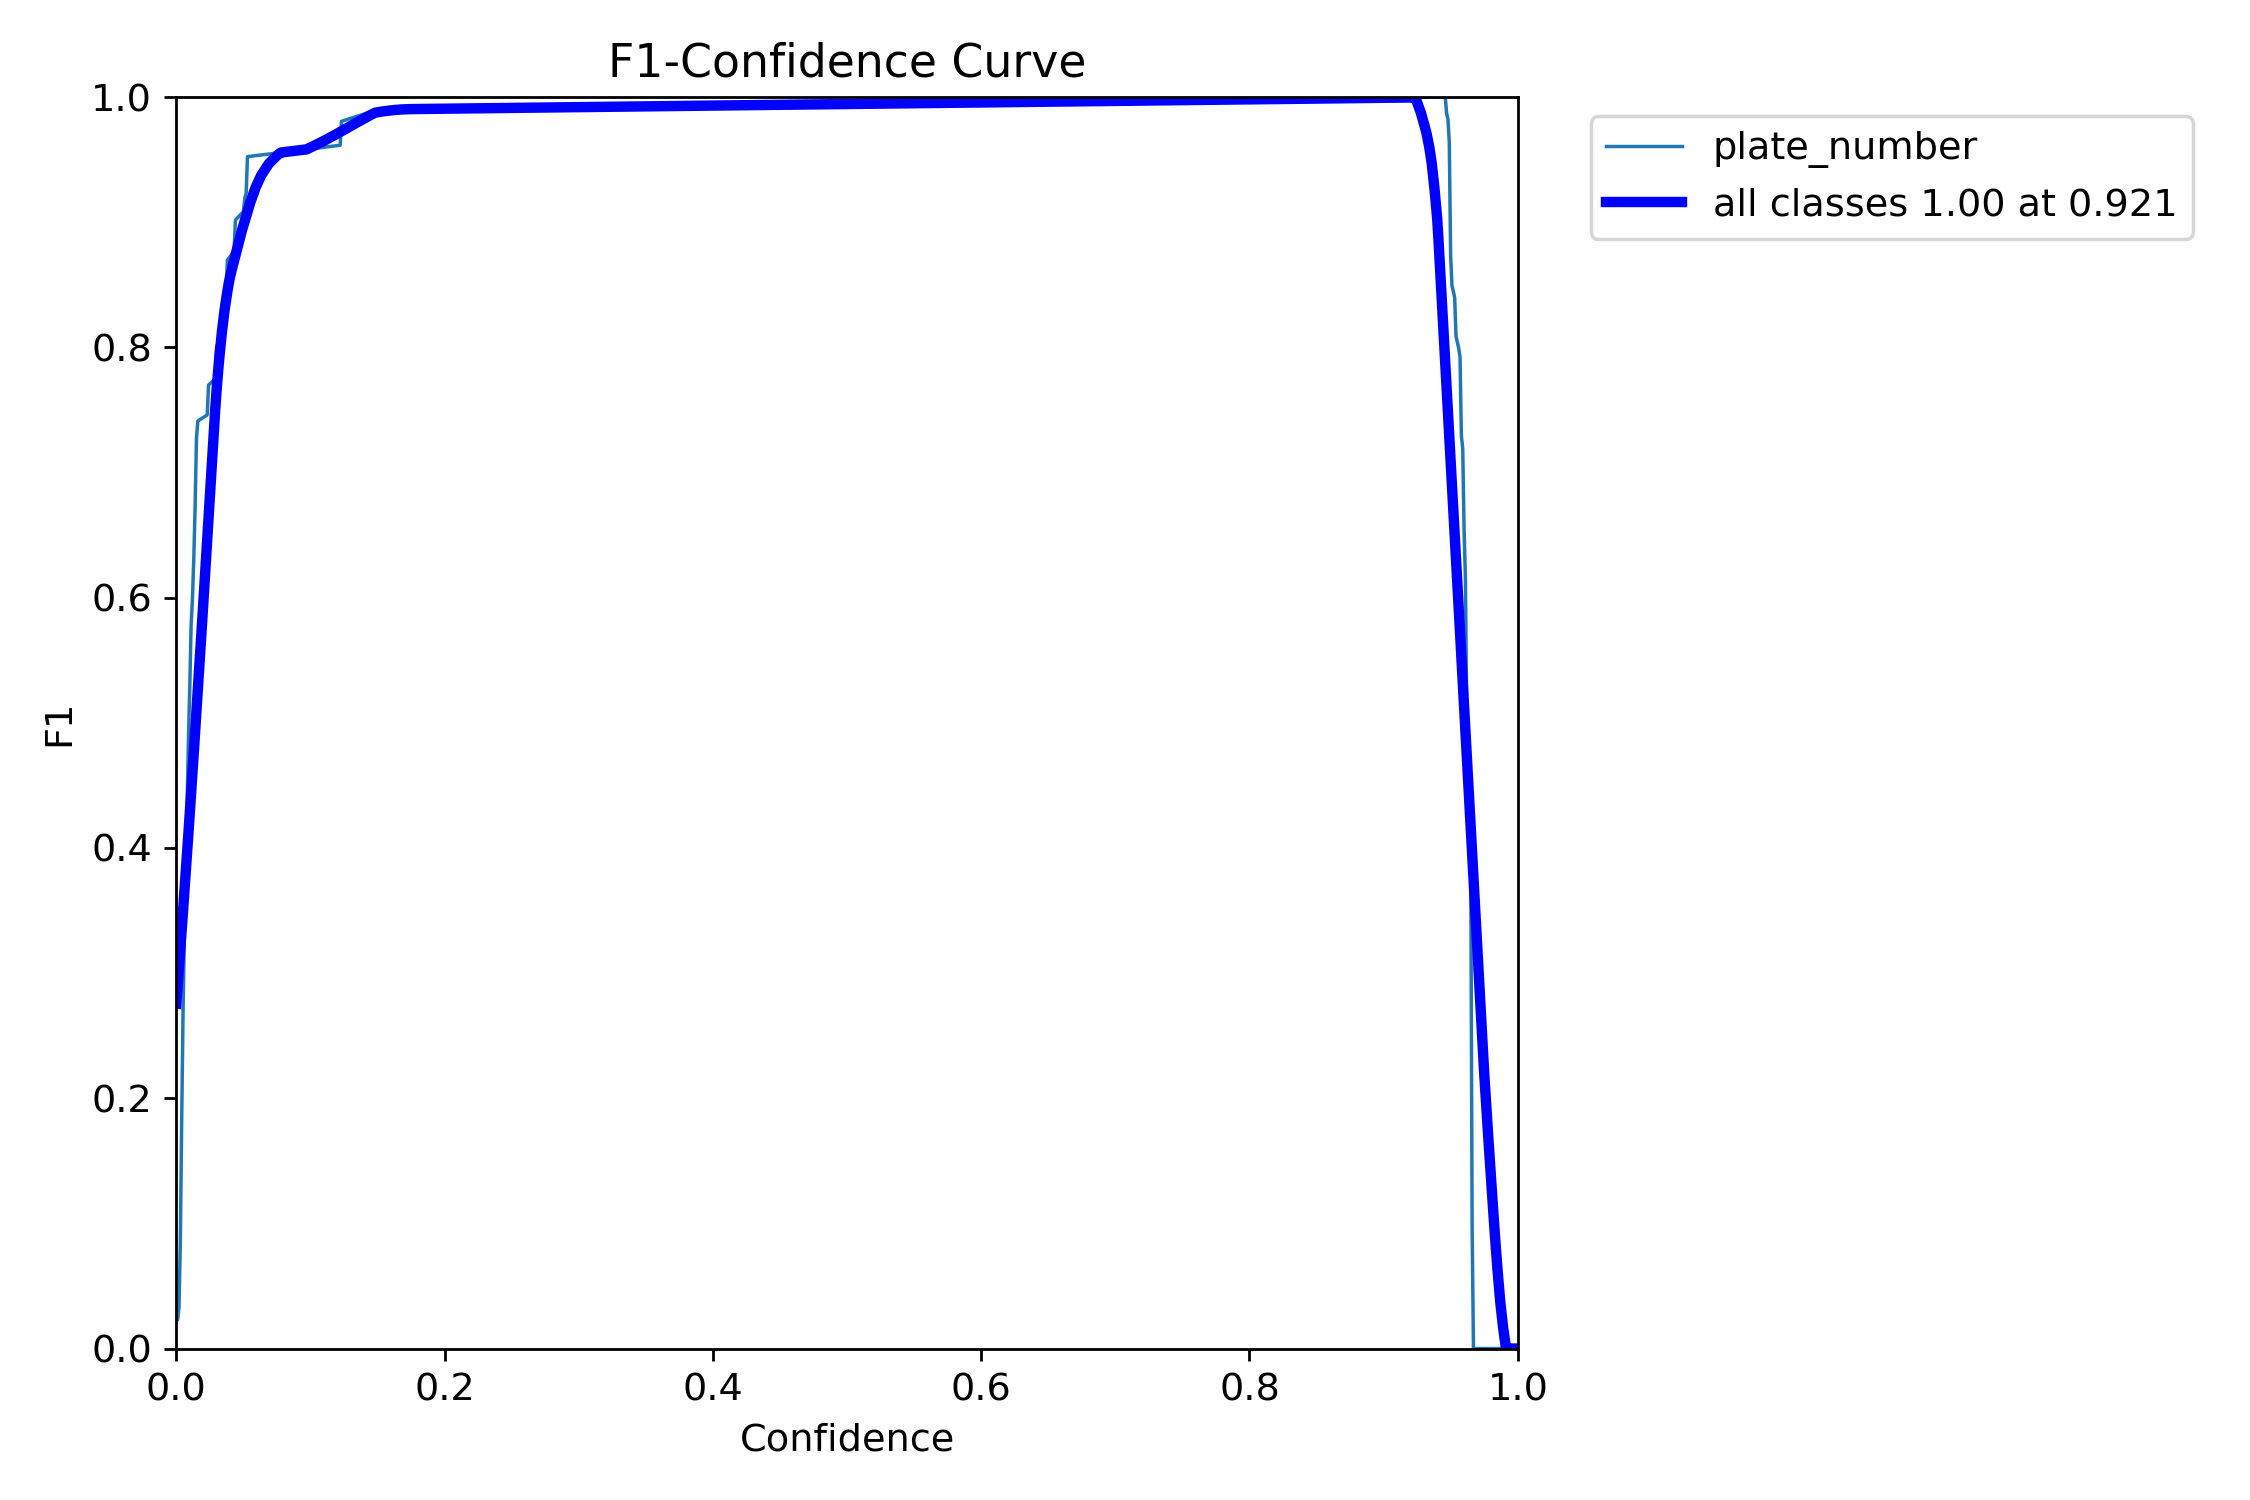 F1-Confidence Curve
1.0
0.8
0.6
0.4
0.2
0.0
F1
0.0 0.2 0.4 0.6 0.8 1.0
Confidence
plate_number
all classes 1.00 at 0.921